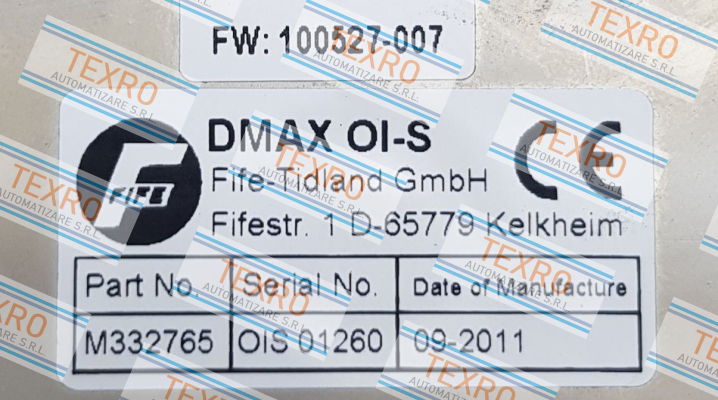 FW: 100527-007
DMAX OI-S
FIFE
Fife-Tidland GmbH
Fifestr. 1 D-65779 Kelkheim
CE
Part No. Serial No. Date of Manufacture
M332765 OIS 01260 09-2011
TEXRO
AUTOMATIZARE S.R.L.